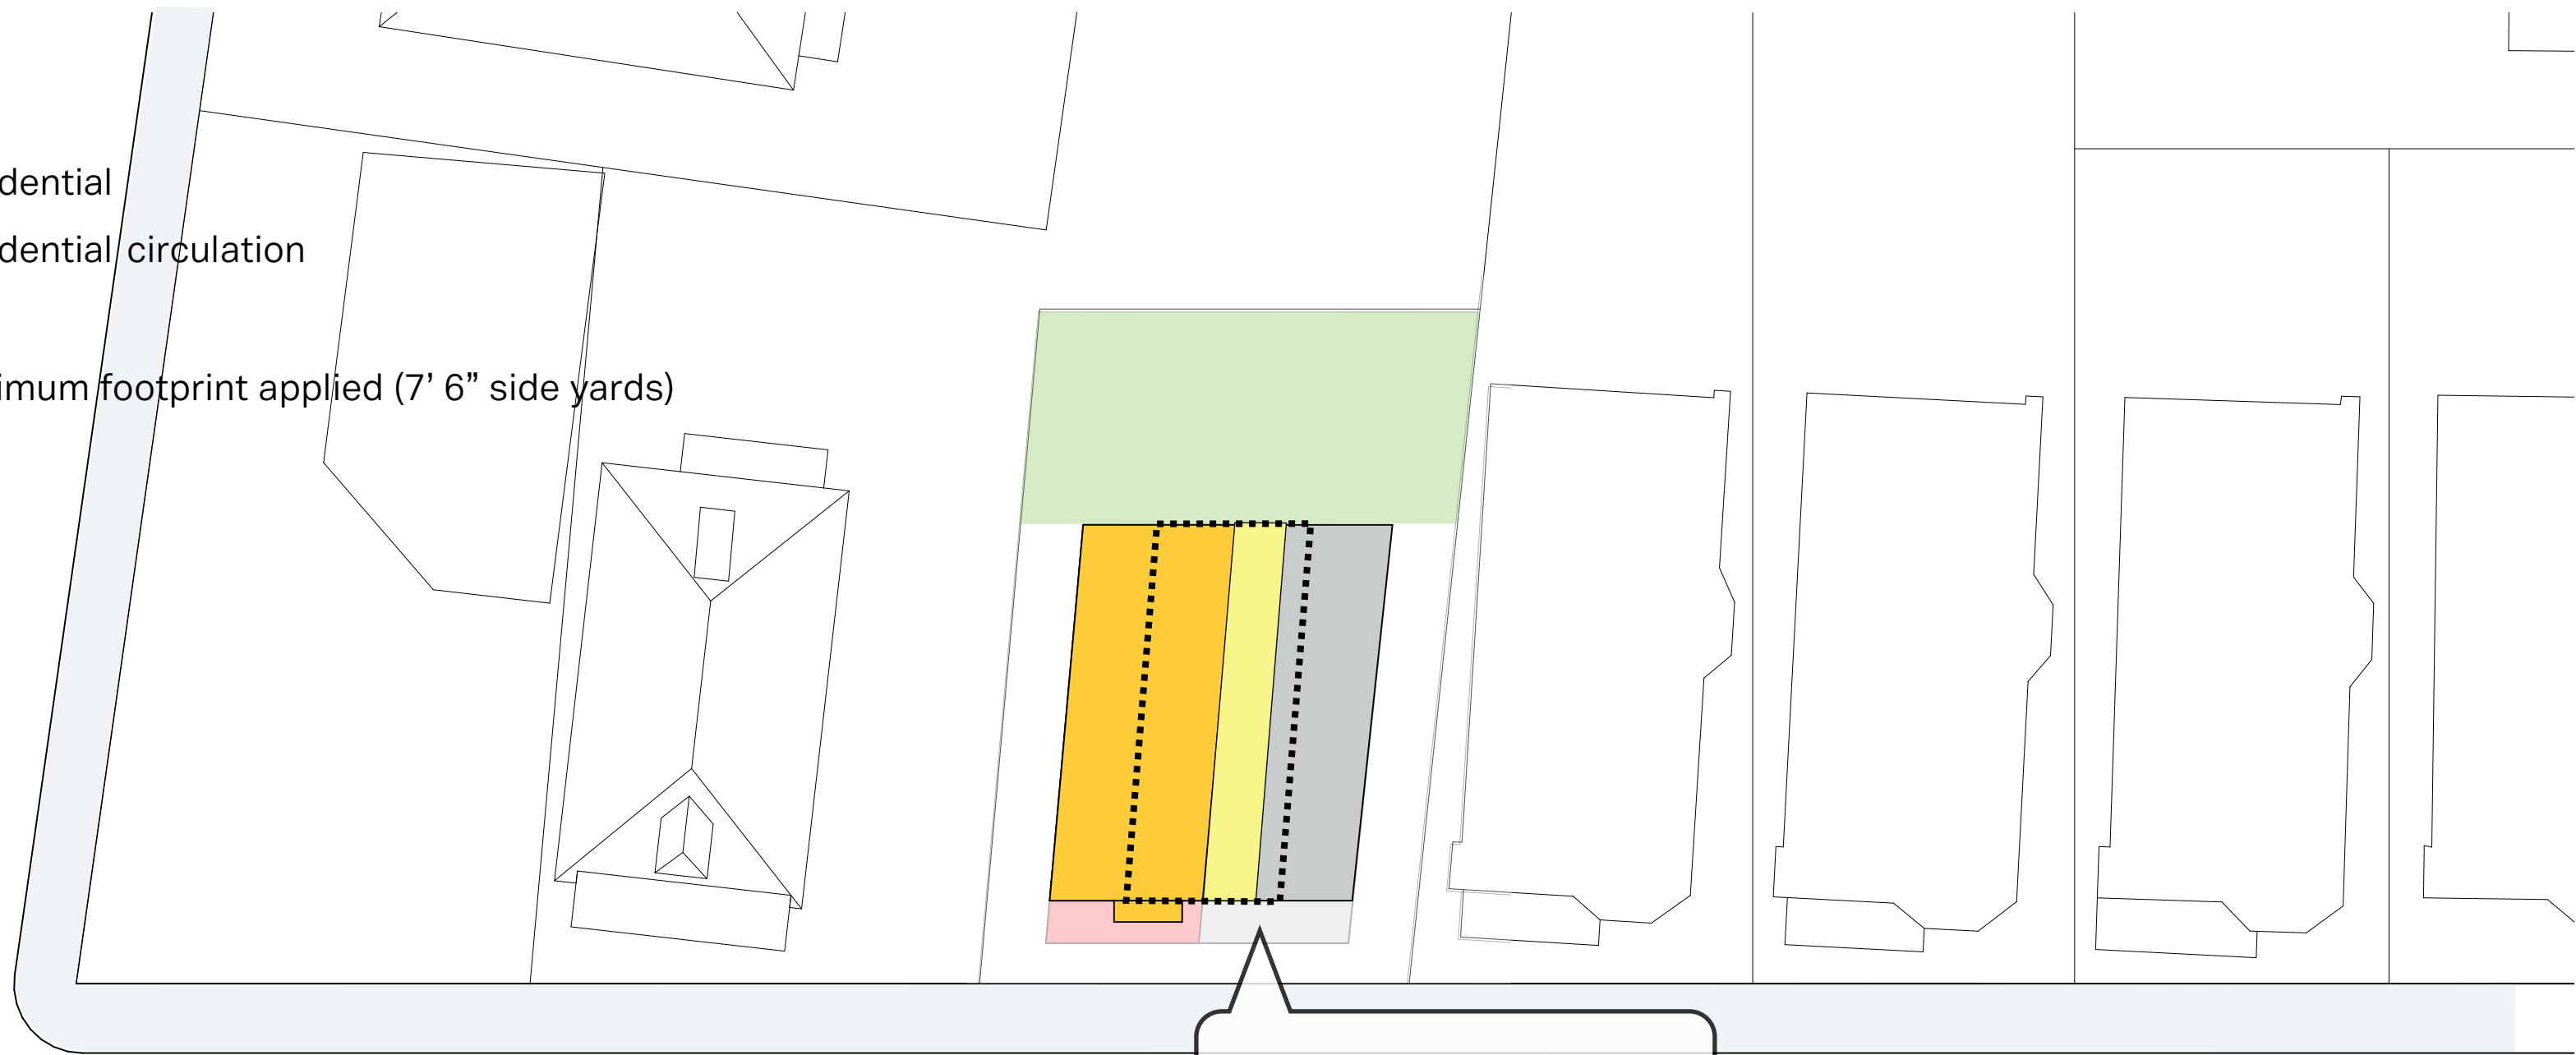 dential
dential circulation
imum footprint applied (7’ 6” side yards)